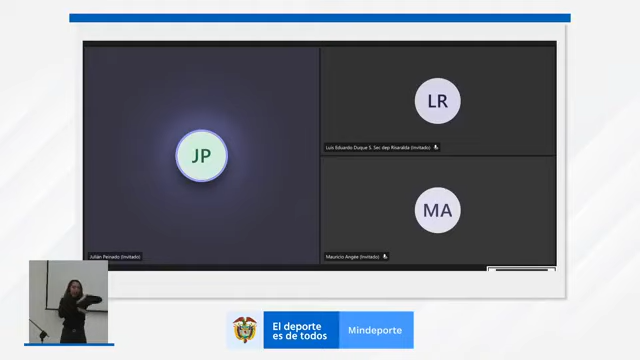 JP
Julián Peinado (Invitado)
LR
Luis Eduardo Duque S. Sec dep Risaralda (Invitado)
MA
Mauricio Angée (Invitado)
El deporte
es de todos
Mindeporte